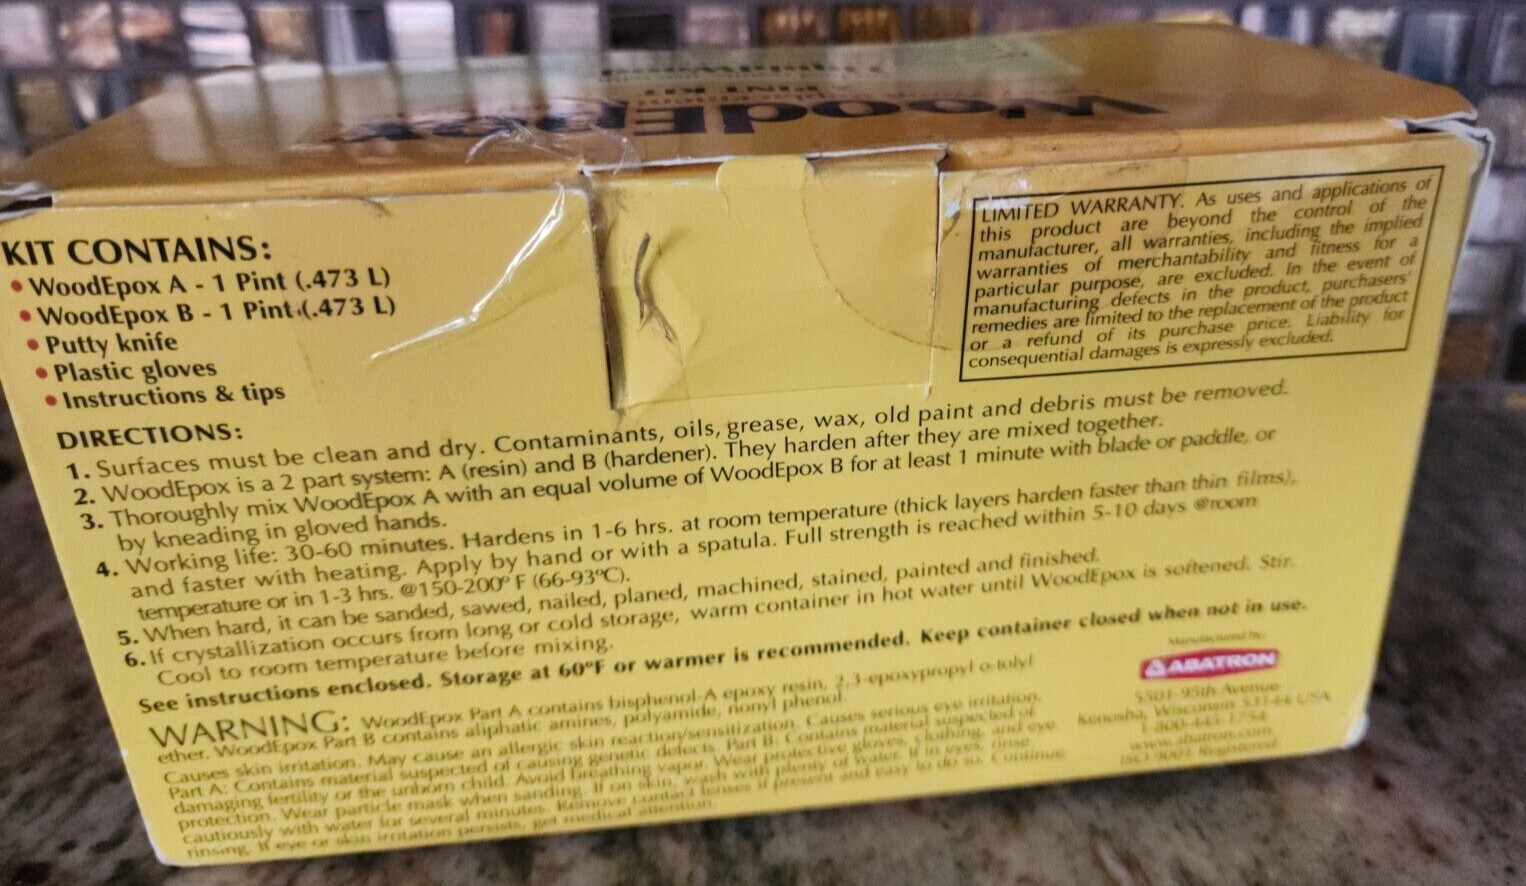 WoodEpox
PINT KIT
KIT CONTAINS:
• WoodEpox A - 1 Pint (.473 L)
• WoodEpox B - 1 Pint (.473 L)
• Putty knife
• Plastic gloves
• Instructions & tips
LIMITED WARRANTY. As uses and applications of
this product are beyond the control of the
manufacturer, all warranties, including the implied
warranties of merchantability and fitness for a
particular purpose, are excluded. In the event of
manufacturing defects in the product, purchasers'
remedies are limited to the replacement of the product
or a refund of its purchase price. Liability for
consequential damages is expressly excluded.
DIRECTIONS:
1. Surfaces must be clean and dry. Contaminants, oils, grease, wax, old paint and debris must be removed.
2. WoodEpox is a 2 part system: A (resin) and B (hardener). They harden after they are mixed together.
3. Thoroughly mix WoodEpox A with an equal volume of WoodEpox B for at least 1 minute with blade or paddle, or
by kneading in gloved hands.
4. Working life: 30-60 minutes. Hardens in 1-6 hrs. at room temperature (thick layers harden faster than thin films),
and faster with heating. Apply by hand or with a spatula. Full strength is reached within 5-10 days @room
temperature or in 1-3 hrs. @150-200° F (66-93°C).
5. When hard, it can be sanded, sawed, nailed, planed, machined, stained, painted and finished.
6. If crystallization occurs from long or cold storage, warm container in hot water until WoodEpox is softened. Stir.
Cool to room temperature before mixing.
See instructions enclosed. Storage at 60°F or warmer is recommended. Keep container closed when not in use.
WARNING: WoodEpox Part A contains bisphenol-A epoxy resin, 2,3-epoxypropyl o-tolyl
ether. WoodEpox Part B contains aliphatic amines, polyamide, nonyl phenol.
Causes skin irritation. May cause an allergic skin reaction/sensitization. Causes serious eye irritation.
Part A: Contains material suspected of causing genetic defects. Part B: Contains material suspected of
damaging fertility or the unborn child. Avoid breathing vapor. Wear protective gloves, clothing, and eye
protection. Wear particle mask when sanding. If on skin, wash with plenty of water. If in eyes, rinse
cautiously with water for several minutes. Remove contact lenses if present and easy to do so. Continue
rinsing. If eye or skin irritation persists, get medical attention.
Manufactured by:
ABATRON
5501-95th Avenue
Kenosha, Wisconsin 53144 USA
1-800-445-1754
www.abatron.com
ISO 9001 Registered